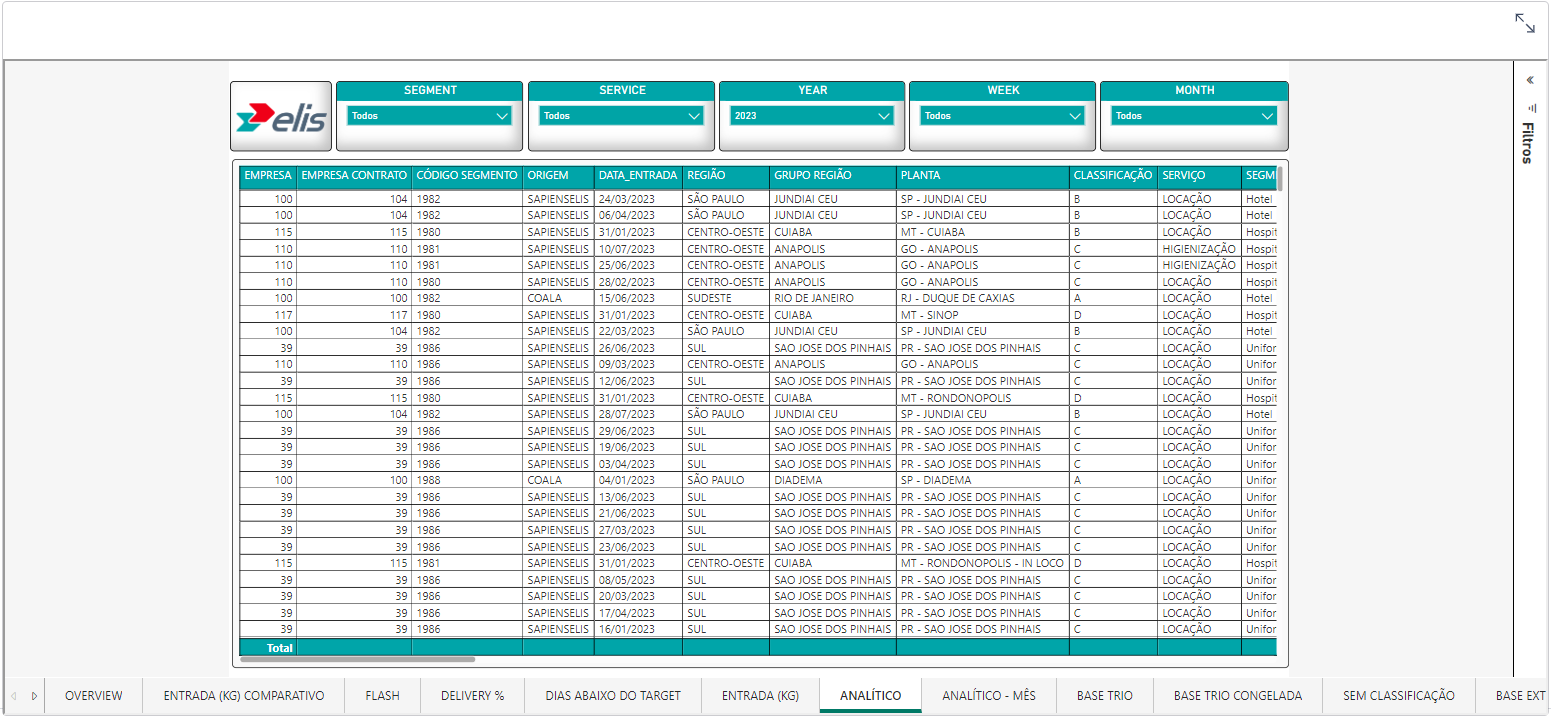 elis
SEGMENT SERVICE YEAR WEEK MONTH
Todos Todos 2023 Todos Todos
Filtros
EMPRESA EMPRESA CONTRATO CÓDIGO SEGMENTO ORIGEM DATA_ENTRADA REGIÃO GRUPO REGIÃO PLANTA CLASSIFICAÇÃO SERVIÇO SEGME
100 104 1982 SAPIENSELIS 24/03/2023 SÃO PAULO JUNDIAI CEU SP - JUNDIAI CEU B LOCAÇÃO Hotel
100 104 1982 SAPIENSELIS 06/04/2023 SÃO PAULO JUNDIAI CEU SP - JUNDIAI CEU B LOCAÇÃO Hotel
115 115 1980 SAPIENSELIS 31/01/2023 CENTRO-OESTE CUIABA MT - CUIABA B LOCAÇÃO Hospit
110 110 1981 SAPIENSELIS 10/07/2023 CENTRO-OESTE ANAPOLIS GO - ANAPOLIS C HIGIENIZAÇÃO Hospit
110 110 1981 SAPIENSELIS 25/06/2023 CENTRO-OESTE ANAPOLIS GO - ANAPOLIS C HIGIENIZAÇÃO Hospit
110 110 1980 SAPIENSELIS 28/02/2023 CENTRO-OESTE ANAPOLIS GO - ANAPOLIS C LOCAÇÃO Hospit
100 100 1982 COALA 15/06/2023 SUDESTE RIO DE JANEIRO RJ - DUQUE DE CAXIAS A LOCAÇÃO Hotel
117 117 1980 SAPIENSELIS 31/01/2023 CENTRO-OESTE CUIABA MT - SINOP D LOCAÇÃO Hospit
100 104 1982 SAPIENSELIS 22/03/2023 SÃO PAULO JUNDIAI CEU SP - JUNDIAI CEU B LOCAÇÃO Hotel
39 39 1986 SAPIENSELIS 26/06/2023 SUL SAO JOSE DOS PINHAIS PR - SAO JOSE DOS PINHAIS C LOCAÇÃO Unifor
110 110 1986 SAPIENSELIS 09/03/2023 CENTRO-OESTE ANAPOLIS GO - ANAPOLIS C LOCAÇÃO Unifor
39 39 1986 SAPIENSELIS 12/06/2023 SUL SAO JOSE DOS PINHAIS PR - SAO JOSE DOS PINHAIS C LOCAÇÃO Unifor
115 115 1980 SAPIENSELIS 31/01/2023 CENTRO-OESTE CUIABA MT - RONDONOPOLIS D LOCAÇÃO Hospit
100 104 1982 SAPIENSELIS 28/07/2023 SÃO PAULO JUNDIAI CEU SP - JUNDIAI CEU B LOCAÇÃO Hotel
39 39 1986 SAPIENSELIS 29/06/2023 SUL SAO JOSE DOS PINHAIS PR - SAO JOSE DOS PINHAIS C LOCAÇÃO Unifor
39 39 1986 SAPIENSELIS 19/06/2023 SUL SAO JOSE DOS PINHAIS PR - SAO JOSE DOS PINHAIS C LOCAÇÃO Unifor
39 39 1986 SAPIENSELIS 03/04/2023 SUL SAO JOSE DOS PINHAIS PR - SAO JOSE DOS PINHAIS C LOCAÇÃO Unifor
100 100 1988 COALA 04/01/2023 SÃO PAULO DIADEMA SP - DIADEMA A LOCAÇÃO Unifor
39 39 1986 SAPIENSELIS 13/06/2023 SUL SAO JOSE DOS PINHAIS PR - SAO JOSE DOS PINHAIS C LOCAÇÃO Unifor
39 39 1986 SAPIENSELIS 21/06/2023 SUL SAO JOSE DOS PINHAIS PR - SAO JOSE DOS PINHAIS C LOCAÇÃO Unifor
39 39 1986 SAPIENSELIS 27/03/2023 SUL SAO JOSE DOS PINHAIS PR - SAO JOSE DOS PINHAIS C LOCAÇÃO Unifor
39 39 1986 SAPIENSELIS 23/06/2023 SUL SAO JOSE DOS PINHAIS PR - SAO JOSE DOS PINHAIS C LOCAÇÃO Unifor
115 115 1981 SAPIENSELIS 31/01/2023 CENTRO-OESTE CUIABA MT - RONDONOPOLIS - IN LOCO D LOCAÇÃO Hospit
39 39 1986 SAPIENSELIS 08/05/2023 SUL SAO JOSE DOS PINHAIS PR - SAO JOSE DOS PINHAIS C LOCAÇÃO Unifor
39 39 1986 SAPIENSELIS 20/03/2023 SUL SAO JOSE DOS PINHAIS PR - SAO JOSE DOS PINHAIS C LOCAÇÃO Unifor
39 39 1986 SAPIENSELIS 17/04/2023 SUL SAO JOSE DOS PINHAIS PR - SAO JOSE DOS PINHAIS C LOCAÇÃO Unifor
39 39 1986 SAPIENSELIS 16/01/2023 SUL SAO JOSE DOS PINHAIS PR - SAO JOSE DOS PINHAIS C LOCAÇÃO Unifor
Total
OVERVIEW ENTRADA (KG) COMPARATIVO FLASH DELIVERY % DIAS ABAIXO DO TARGET ENTRADA (KG) ANALÍTICO ANALÍTICO - MÊS BASE TRIO BASE TRIO CONGELADA SEM CLASSIFICAÇÃO BASE EXT